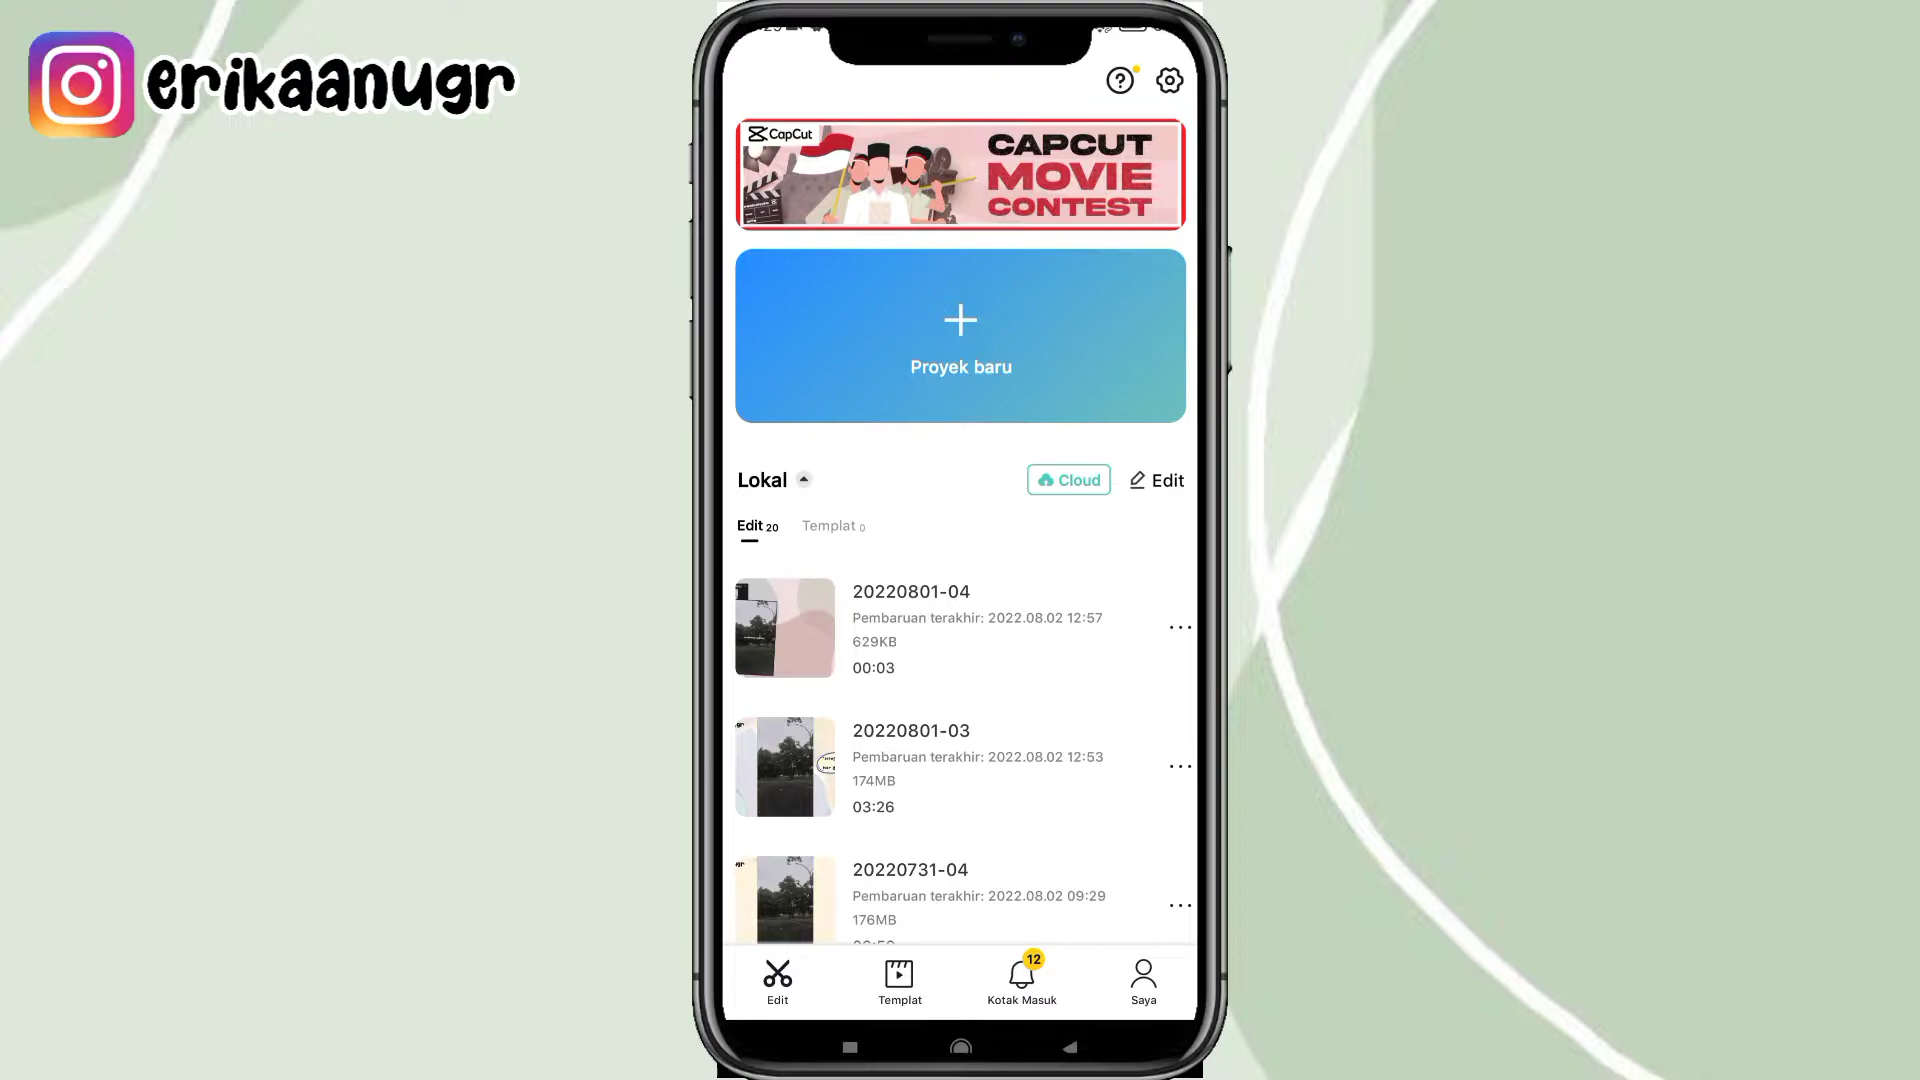 erikaanugr
CapCut
CAPCUT
MOVIE
CONTEST
Proyek baru
Lokal
Cloud
Edit
Edit 20
Templat 0
20220801-04
Pembaruan terakhir: 2022.08.02 12:57
629KB
00:03
20220801-03
Pembaruan terakhir: 2022.08.02 12:53
174MB
03:26
20220731-04
Pembaruan terakhir: 2022.08.02 09:29
176MB
12
Edit
Templat
Kotak Masuk
Saya